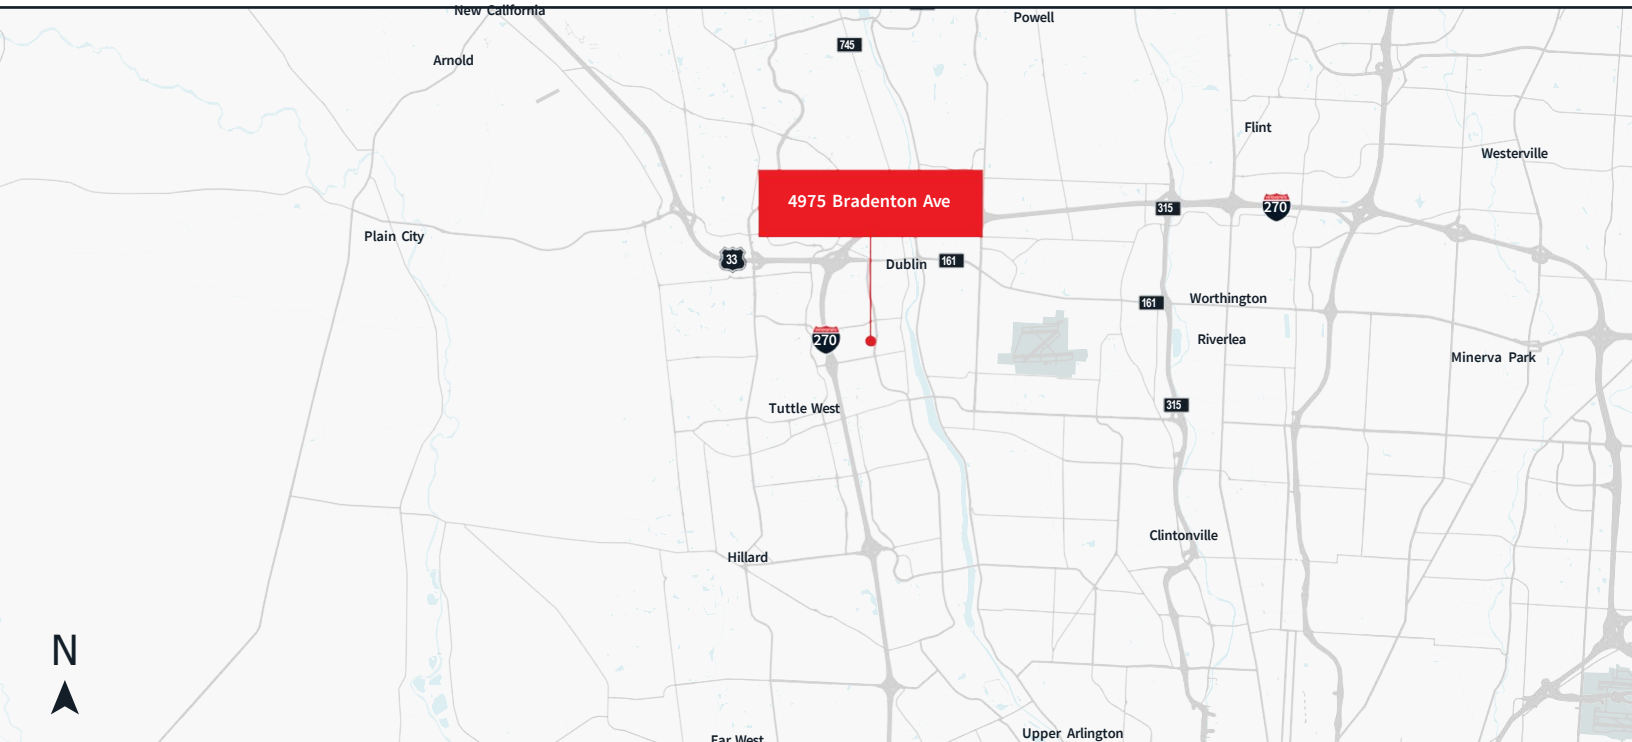 New California
Powell
745
Arnold
Flint
Westerville
4975 Bradenton Ave
315
270
Plain City
33
Dublin
161
161
Worthington
270
Riverlea
Minerva Park
315
Tuttle West
Clintonville
Hillard
N
Upper Arlington
Far West